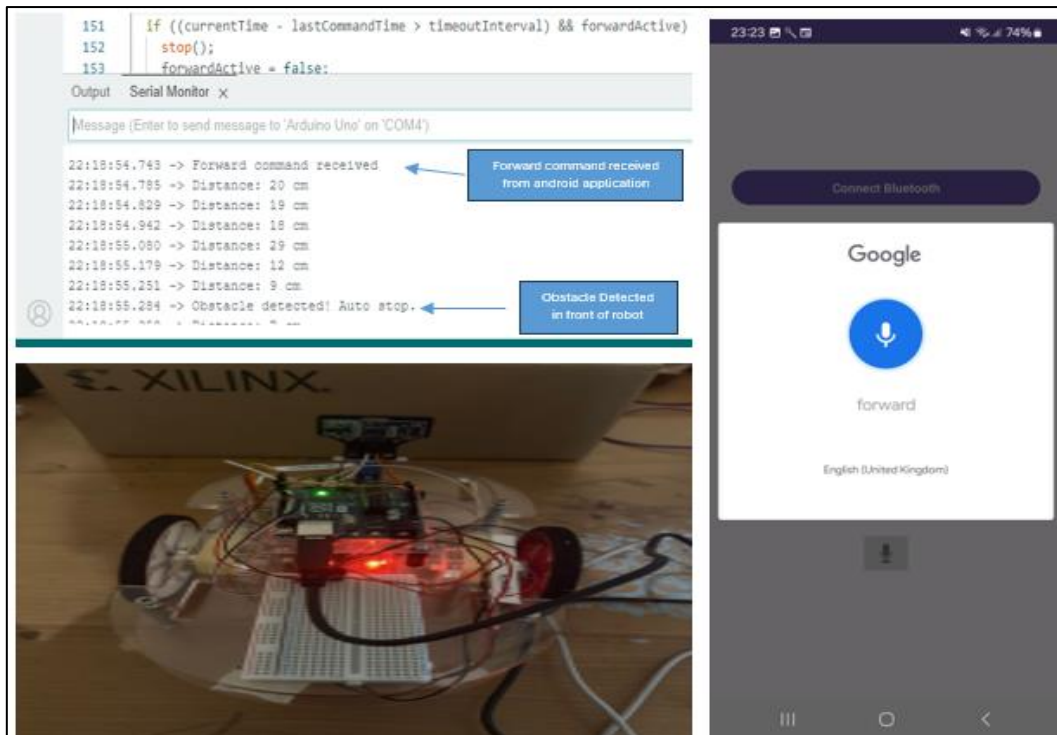 151 if ((currentTime - lastCommandTime > timeoutInterval) && forwardActive)
152 stop();
153 forwardActive = false;
Output Serial Monitor x
Message (Enter to send message to 'Arduino Uno' on 'COM4')
22:18:54.743 -> Forward command received
22:18:54.785 -> Distance: 20 cm
22:18:54.829 -> Distance: 19 cm
22:18:54.942 -> Distance: 18 cm
22:18:55.080 -> Distance: 29 cm
22:18:55.179 -> Distance: 12 cm
22:18:55.251 -> Distance: 9 cm
22:18:55.284 -> Obstacle detected! Auto stop.
Forward command received
from android application
Obstacle Detected
in front of robot
XILINX
23:23 74%
Connect Bluetooth
Google
forward
English (United Kingdom)